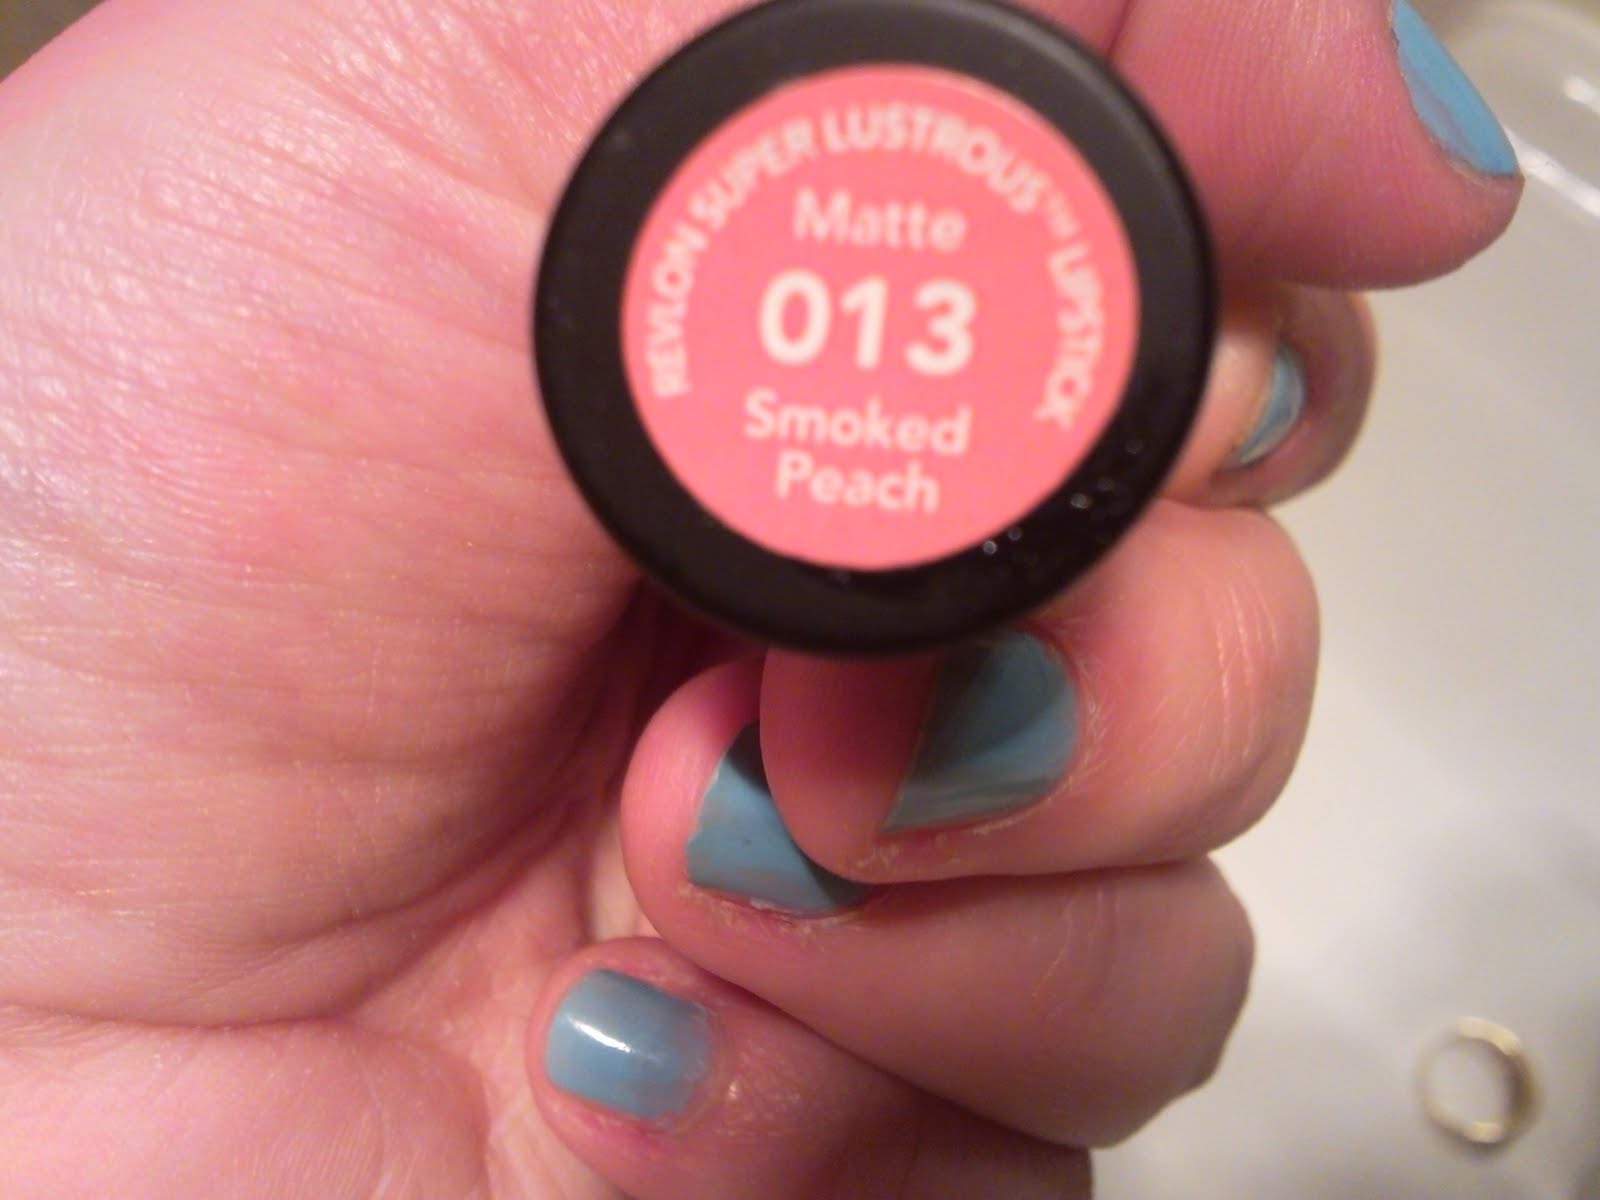 REVLON SUPER LUSTROUS™ LIPSTICK
Matte
013
Smoked
Peach